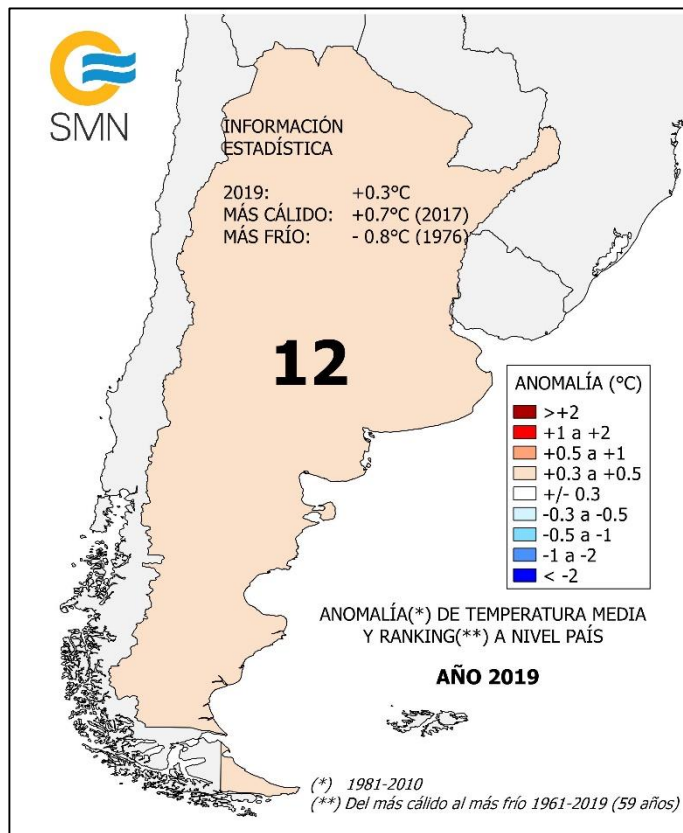 SMN
INFORMACIÓN
ESTADÍSTICA
2019: +0.3°C
MÁS CÁLIDO: +0.7°C (2017)
MÁS FRÍO: - 0.8°C (1976)
12
ANOMALÍA (°C)
>+2
+1 a +2
+0.5 a +1
+0.3 a +0.5
+/- 0.3
-0.3 a -0.5
-0.5 a -1
-1 a -2
< -2
ANOMALÍA(*) DE TEMPERATURA MEDIA
Y RANKING(**) A NIVEL PAÍS
AÑO 2019
(*) 1981-2010
(**) Del más cálido al más frío 1961-2019 (59 años)